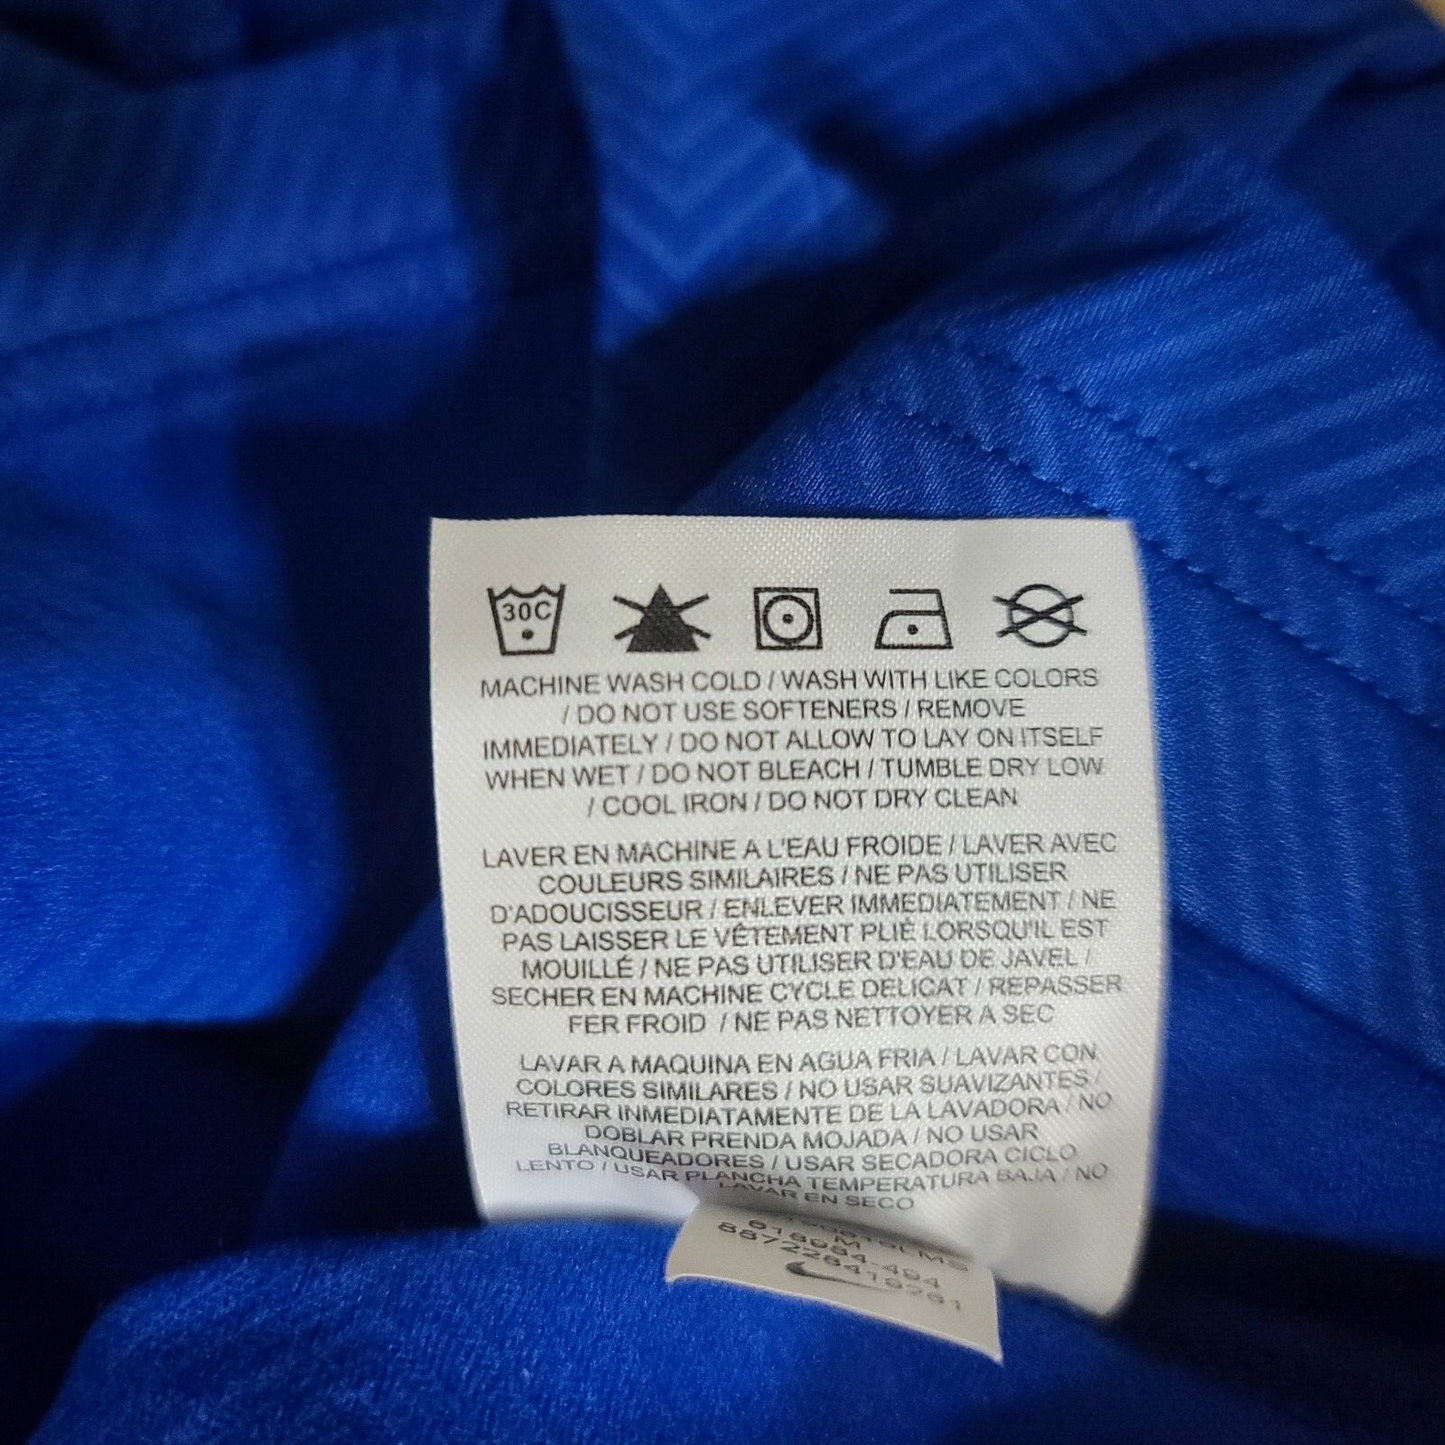 30C
MACHINE WASH COLD / WASH WITH LIKE COLORS
/ DO NOT USE SOFTENERS / REMOVE
IMMEDIATELY / DO NOT ALLOW TO LAY ON ITSELF
WHEN WET / DO NOT BLEACH / TUMBLE DRY LOW
/ COOL IRON / DO NOT DRY CLEAN
LAVER EN MACHINE A L'EAU FROIDE / LAVER AVEC
COULEURS SIMILAIRES / NE PAS UTILISER
D'ADOUCISSEUR / ENLEVER IMMEDIATEMENT / NE
PAS LAISSER LE VÊTEMENT PLIÉ LORSQU'IL EST
MOUILLÉ / NE PAS UTILISER D'EAU DE JAVEL /
SECHER EN MACHINE CYCLE DELICAT / REPASSER
FER FROID / NE PAS NETTOYER A SEC
LAVAR A MAQUINA EN AGUA FRIA / LAVAR CON
COLORES SIMILARES / NO USAR SUAVIZANTES /
RETIRAR INMEDIATAMENTE DE LA LAVADORA / NO
DOBLAR PRENDA MOJADA / NO USAR
BLANQUEADORES / USAR SECADORA CICLO
LENTO / USAR PLANCHA TEMPERATURA BAJA / NO
LAVAR EN SECO
M
618984-494